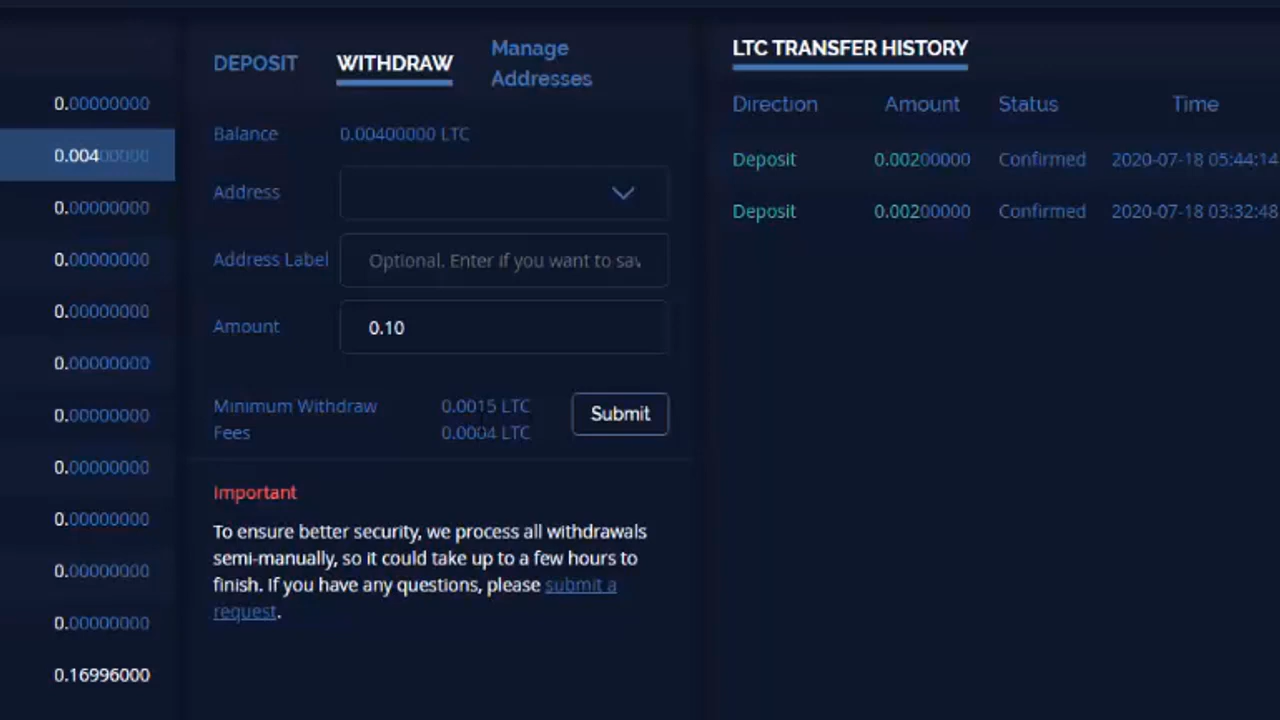 0.00000000
0.00400000
0.00000000
0.00000000
0.00000000
0.00000000
0.00000000
0.00000000
0.00000000
0.00000000
0.00000000
0.16996000
DEPOSIT WITHDRAW Manage Addresses
Balance 0.00400000 LTC
Address
Address Label Optional. Enter if you want to sav
Amount 0.10
Minimum Withdraw 0.0015 LTC
Fees 0.0004 LTC
Submit
Important
To ensure better security, we process all withdrawals
semi-manually, so it could take up to a few hours to
finish. If you have any questions, please submit a
request.
LTC TRANSFER HISTORY
Direction Amount Status Time
Deposit 0.00200000 Confirmed 2020-07-18 05:44:14
Deposit 0.00200000 Confirmed 2020-07-18 03:32:48